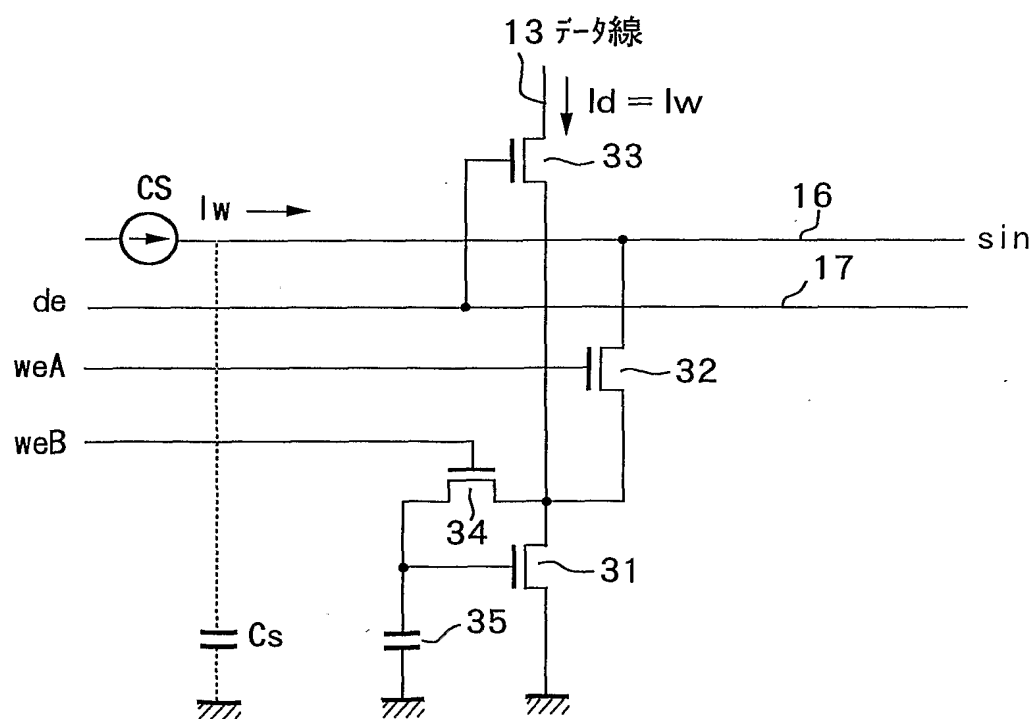 13 データ線
Id = Iw
33
CS
Iw
16
sin
17
de
weA
32
weB
34
31
35
Cs